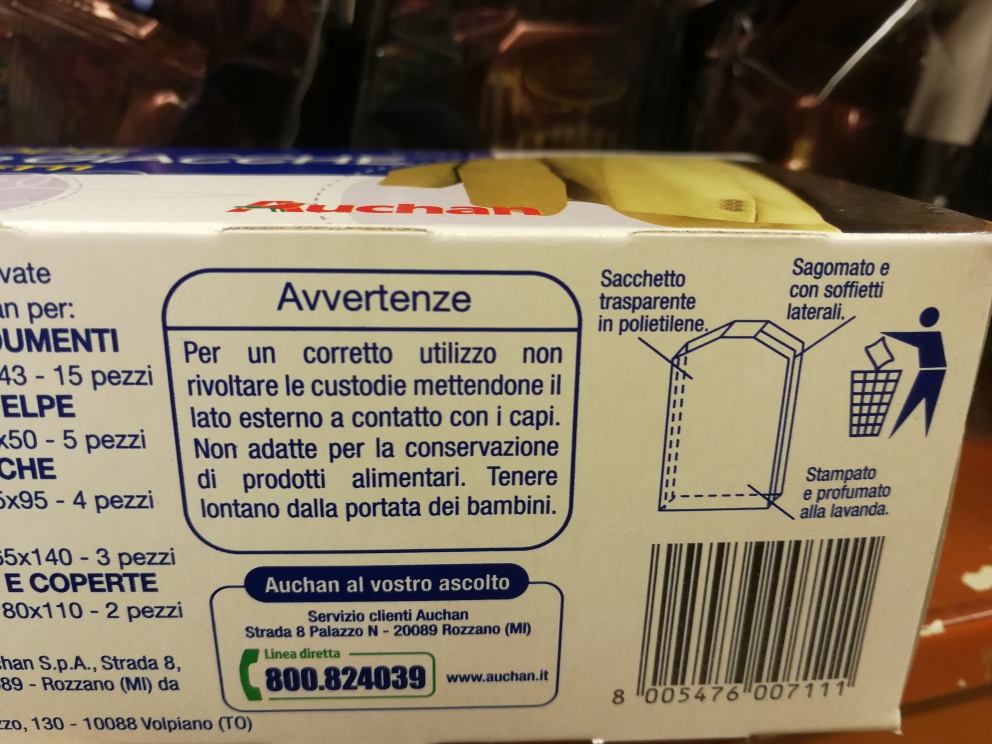 GIACCHE
Auchan
vate
an per:
DUMENTI
43 - 15 pezzi
ELPE
x50 - 5 pezzi
CHE
5x95 - 4 pezzi
65x140 - 3 pezzi
E COPERTE
80x110 - 2 pezzi
han S.p.A., Strada 8,
89 - Rozzano (MI) da
zzo, 130 - 10088 Volpiano (TO)
Avvertenze
Per un corretto utilizzo non
rivoltare le custodie mettendone il
lato esterno a contatto con i capi.
Non adatte per la conservazione
di prodotti alimentari. Tenere
lontano dalla portata dei bambini.
Auchan al vostro ascolto
Servizio clienti Auchan
Strada 8 Palazzo N - 20089 Rozzano (MI)
Linea diretta
800.824039
www.auchan.it
Sacchetto
trasparente
in polietilene.
Sagomato e
con soffietti
laterali.
Stampato
e profumato
alla lavanda.
8 005476 007111